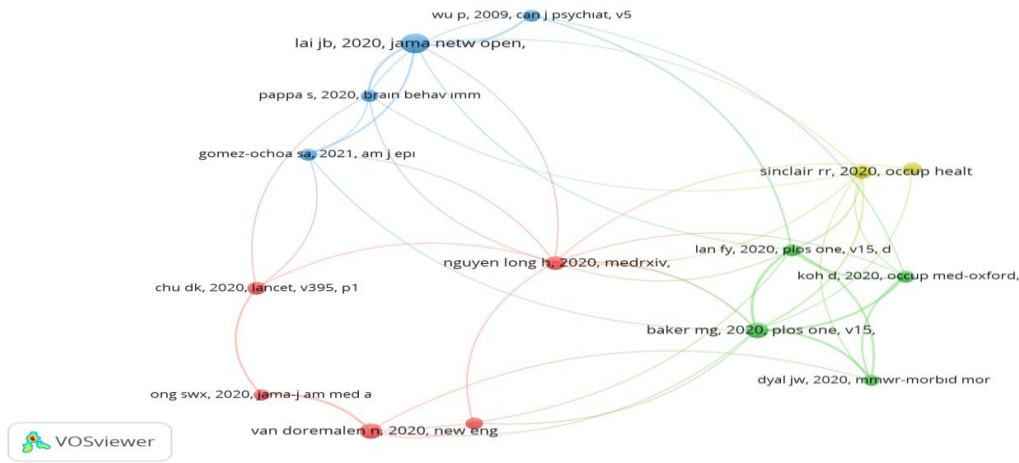 wu p, 2009, can j psychiat, v5
lai jb, 2020, jama netw open,
pappa s, 2020, brain behav imm
gomez-ochoa sa, 2021, am j epi
sinclair rr, 2020, occup healt
lan fy, 2020, plos one, v15, d
nguyen long h, 2020, medrxiv,
koh d, 2020, occup med-oxford,
chu dk, 2020, lancet, v395, p1
baker mg, 2020, plos one, v15,
dyal jw, 2020, mmwr-morbid mor
ong swx, 2020, jama-j am med a
van doremalen n, 2020, new eng
VOSviewer